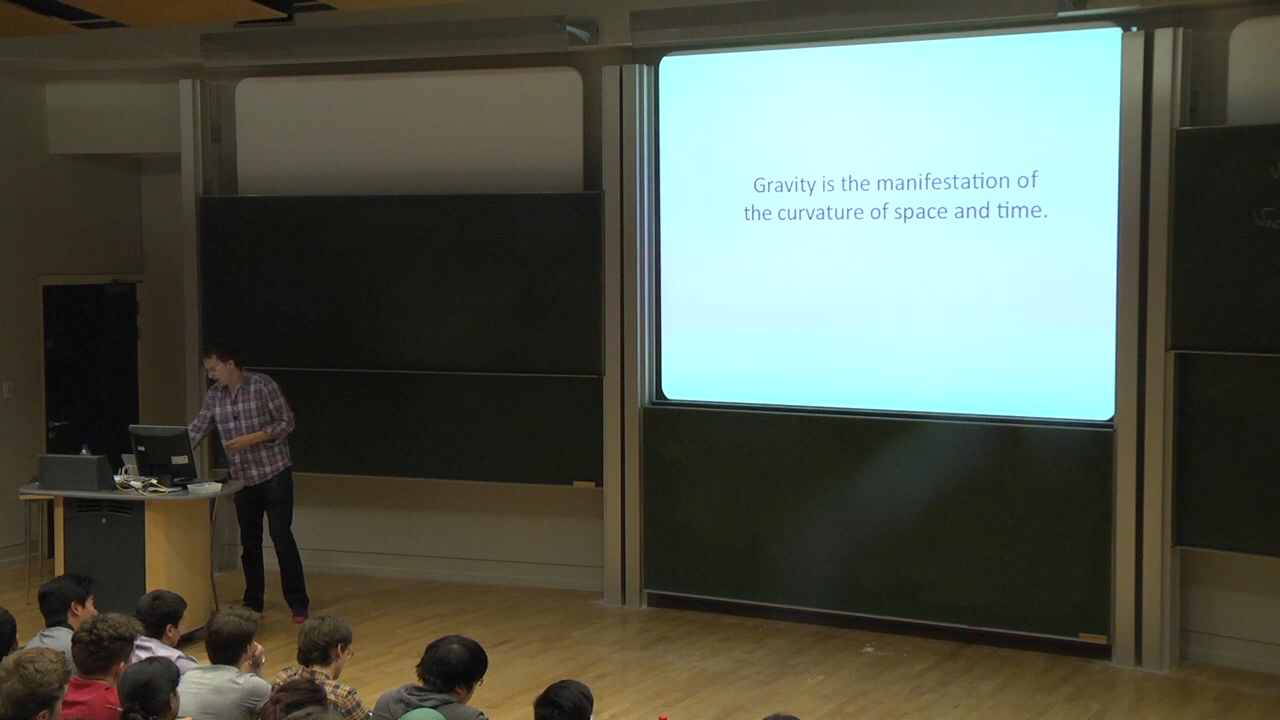 Gravity is the manifestation of
the curvature of space and time.